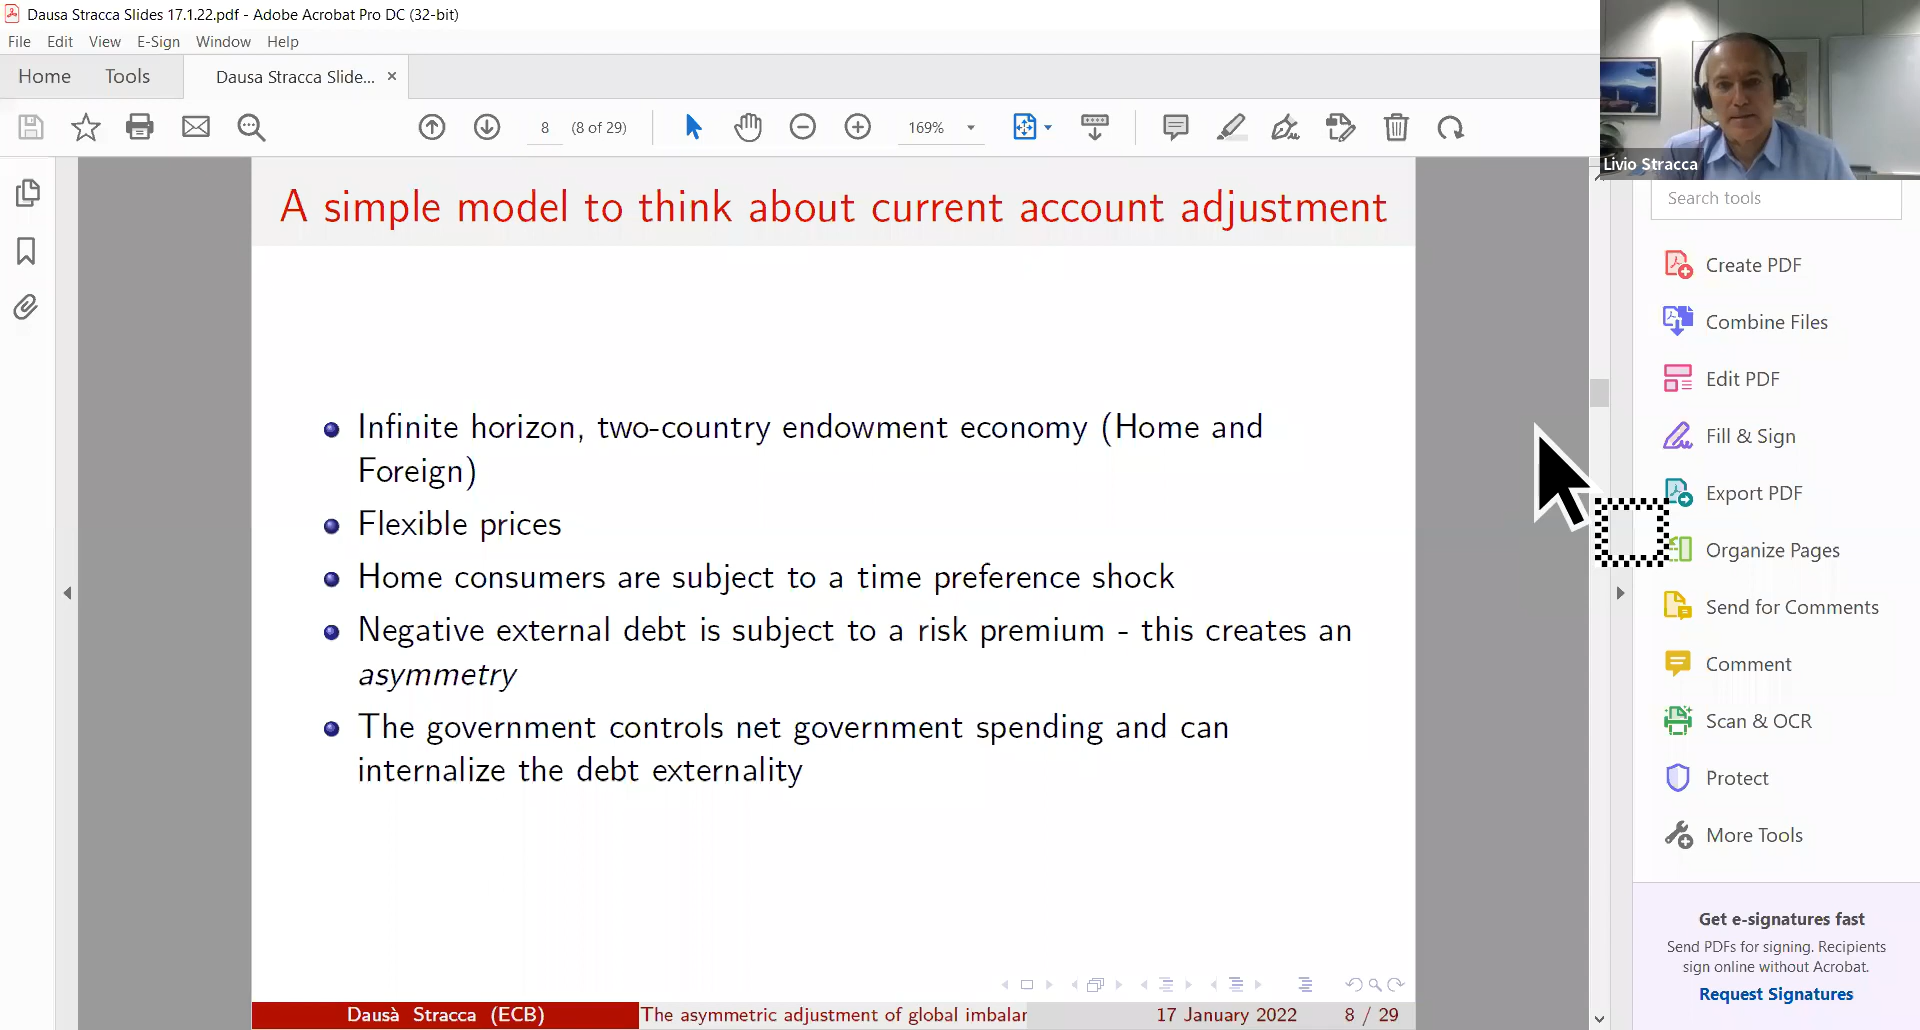 Dausa Stracca Slides 17.1.22.pdf - Adobe Acrobat Pro DC (32-bit)
File Edit View E-Sign Window Help
Home Tools Dausa Stracca Slide... ×
8 (8 of 29) 169%
Livio Stracca
A simple model to think about current account adjustment
Infinite horizon, two-country endowment economy (Home and
Foreign)
Flexible prices
Home consumers are subject to a time preference shock
Negative external debt is subject to a risk premium - this creates an
asymmetry
The government controls net government spending and can
internalize the debt externality
Dausà Stracca (ECB) The asymmetric adjustment of global imbalar 17 January 2022 8 / 29
Search tools
Create PDF
Combine Files
Edit PDF
Fill & Sign
Export PDF
Organize Pages
Send for Comments
Comment
Scan & OCR
Protect
More Tools
Get e-signatures fast
Send PDFs for signing. Recipients
sign online without Acrobat.
Request Signatures